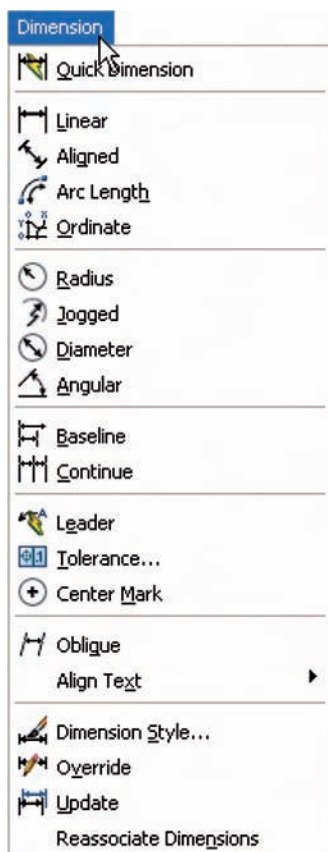 Dimension
Quick Dimension
Linear
Aligned
Arc Length
Ordinate
Radius
Jogged
Diameter
Angular
Baseline
Continue
Leader
Tolerance...
Center Mark
Oblique
Align Text
Dimension Style...
Override
Update
Reassociate Dimensions